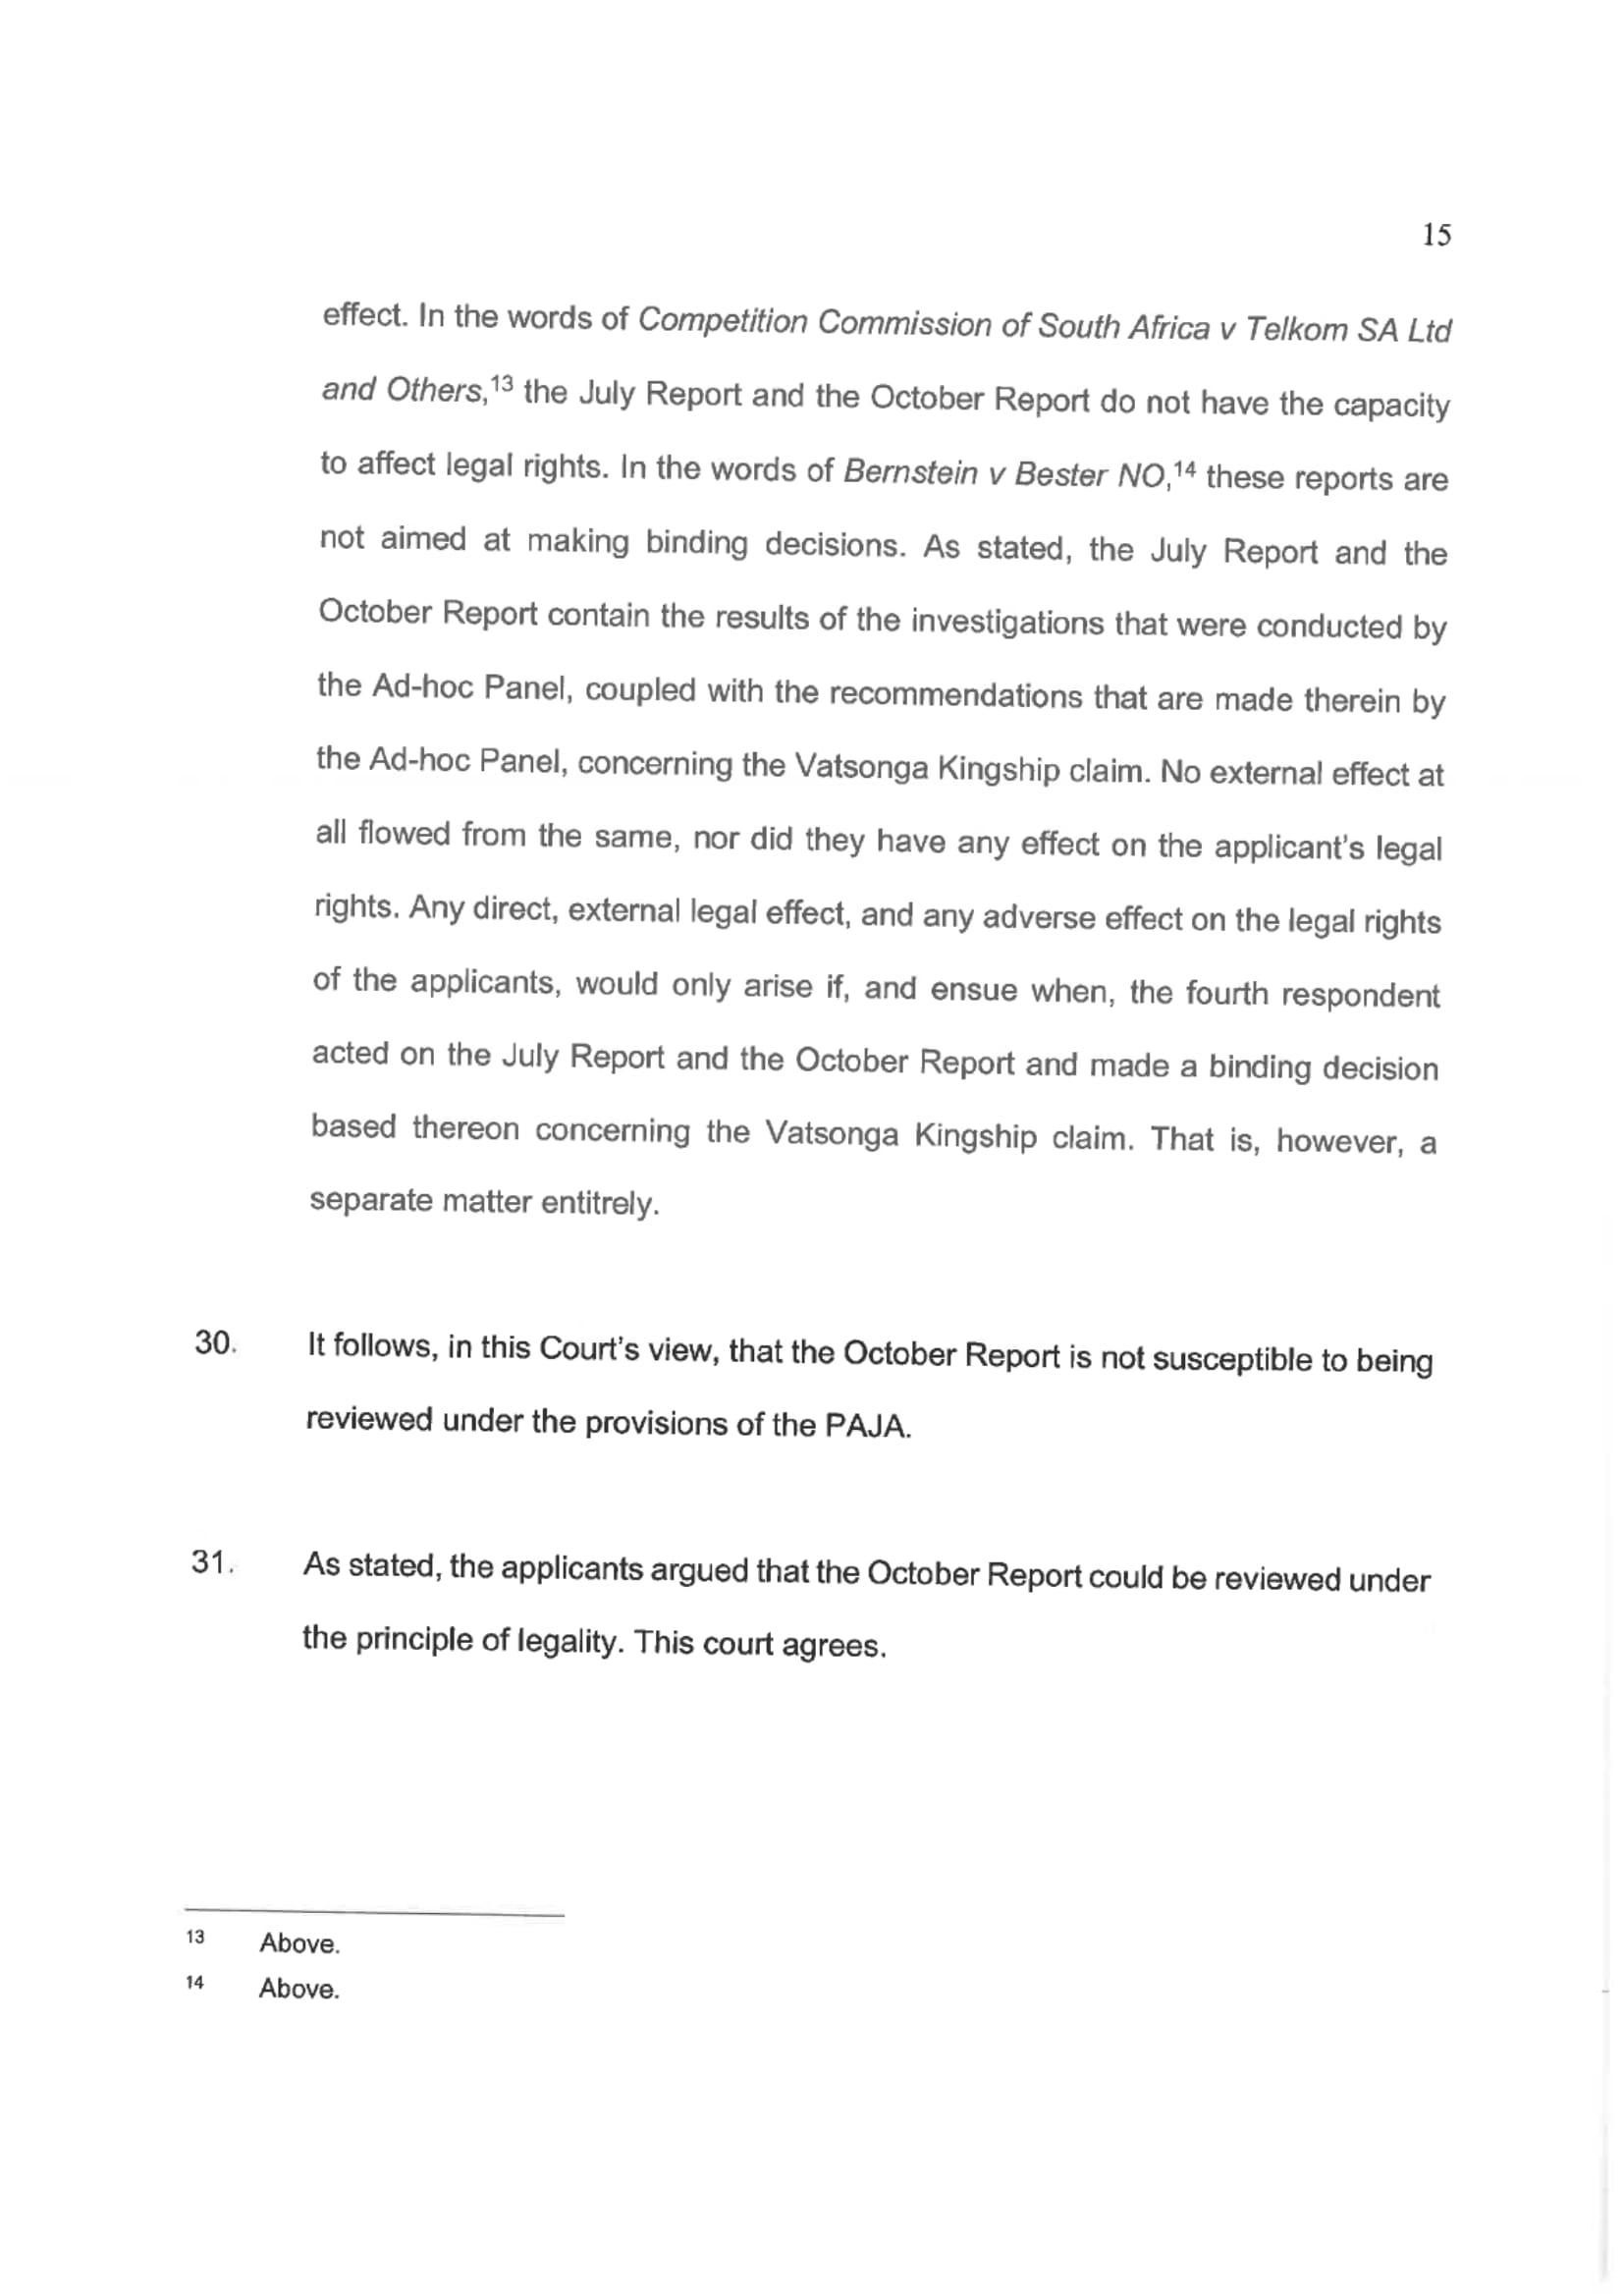 15
effect. In the words of Competition Commission of South Africa v Telkom SA Ltd
and Others,13 the July Report and the October Report do not have the capacity
to affect legal rights. In the words of Bernstein v Bester NO,14 these reports are
not aimed at making binding decisions. As stated, the July Report and the
October Report contain the results of the investigations that were conducted by
the Ad-hoc Panel, coupled with the recommendations that are made therein by
the Ad-hoc Panel, concerning the Vatsonga Kingship claim. No external effect at
all flowed from the same, nor did they have any effect on the applicant's legal
rights. Any direct, external legal effect, and any adverse effect on the legal rights
of the applicants, would only arise if, and ensue when, the fourth respondent
acted on the July Report and the October Report and made a binding decision
based thereon concerning the Vatsonga Kingship claim. That is, however, a
separate matter entitrely.
30. It follows, in this Court's view, that the October Report is not susceptible to being
reviewed under the provisions of the PAJA.
31. As stated, the applicants argued that the October Report could be reviewed under
the principle of legality. This court agrees.
13 Above.
14 Above.